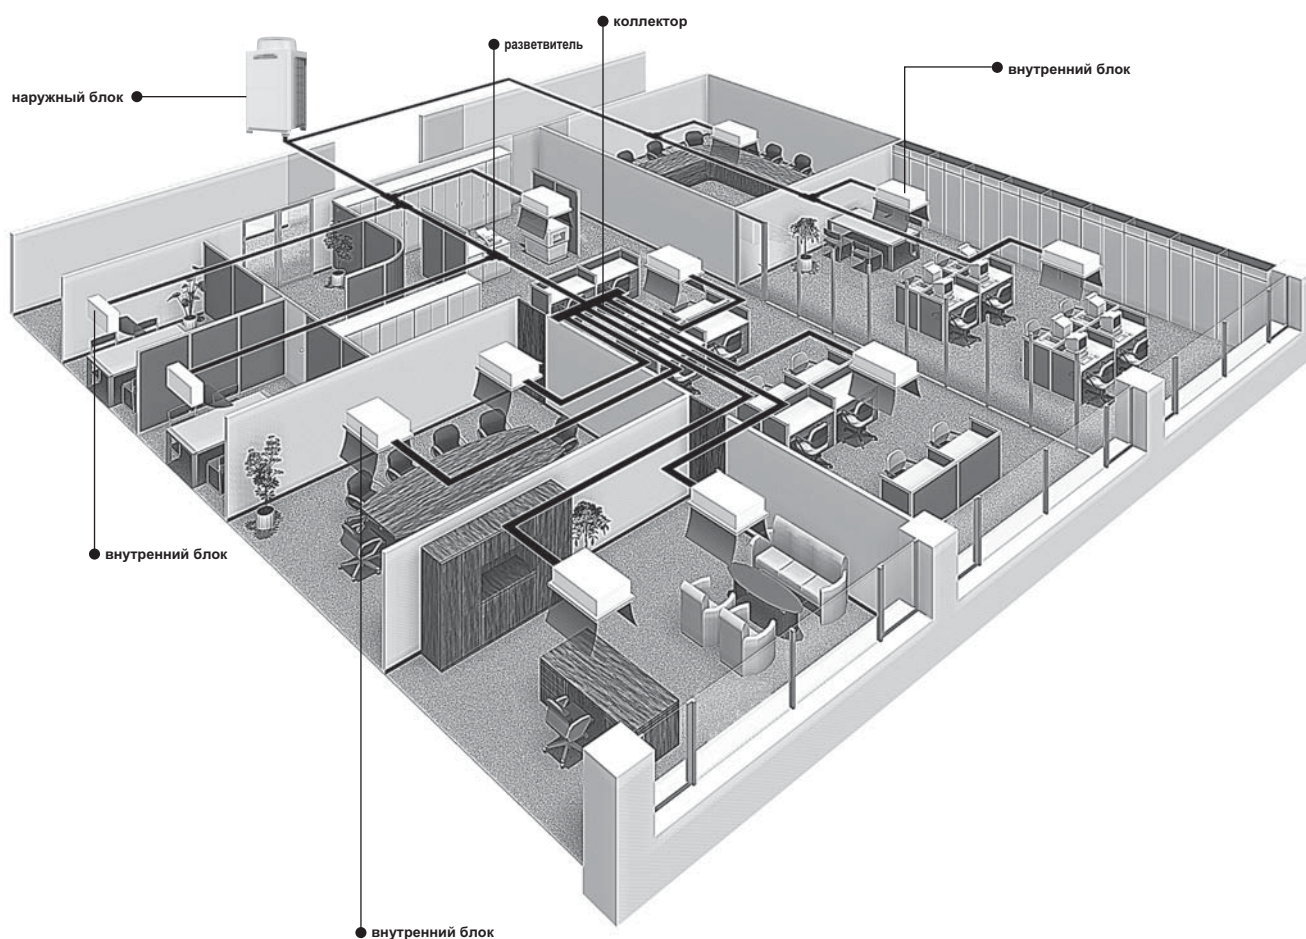 коллектор
разветвитель
внутренний блок
наружный блок
внутренний блок
внутренний блок